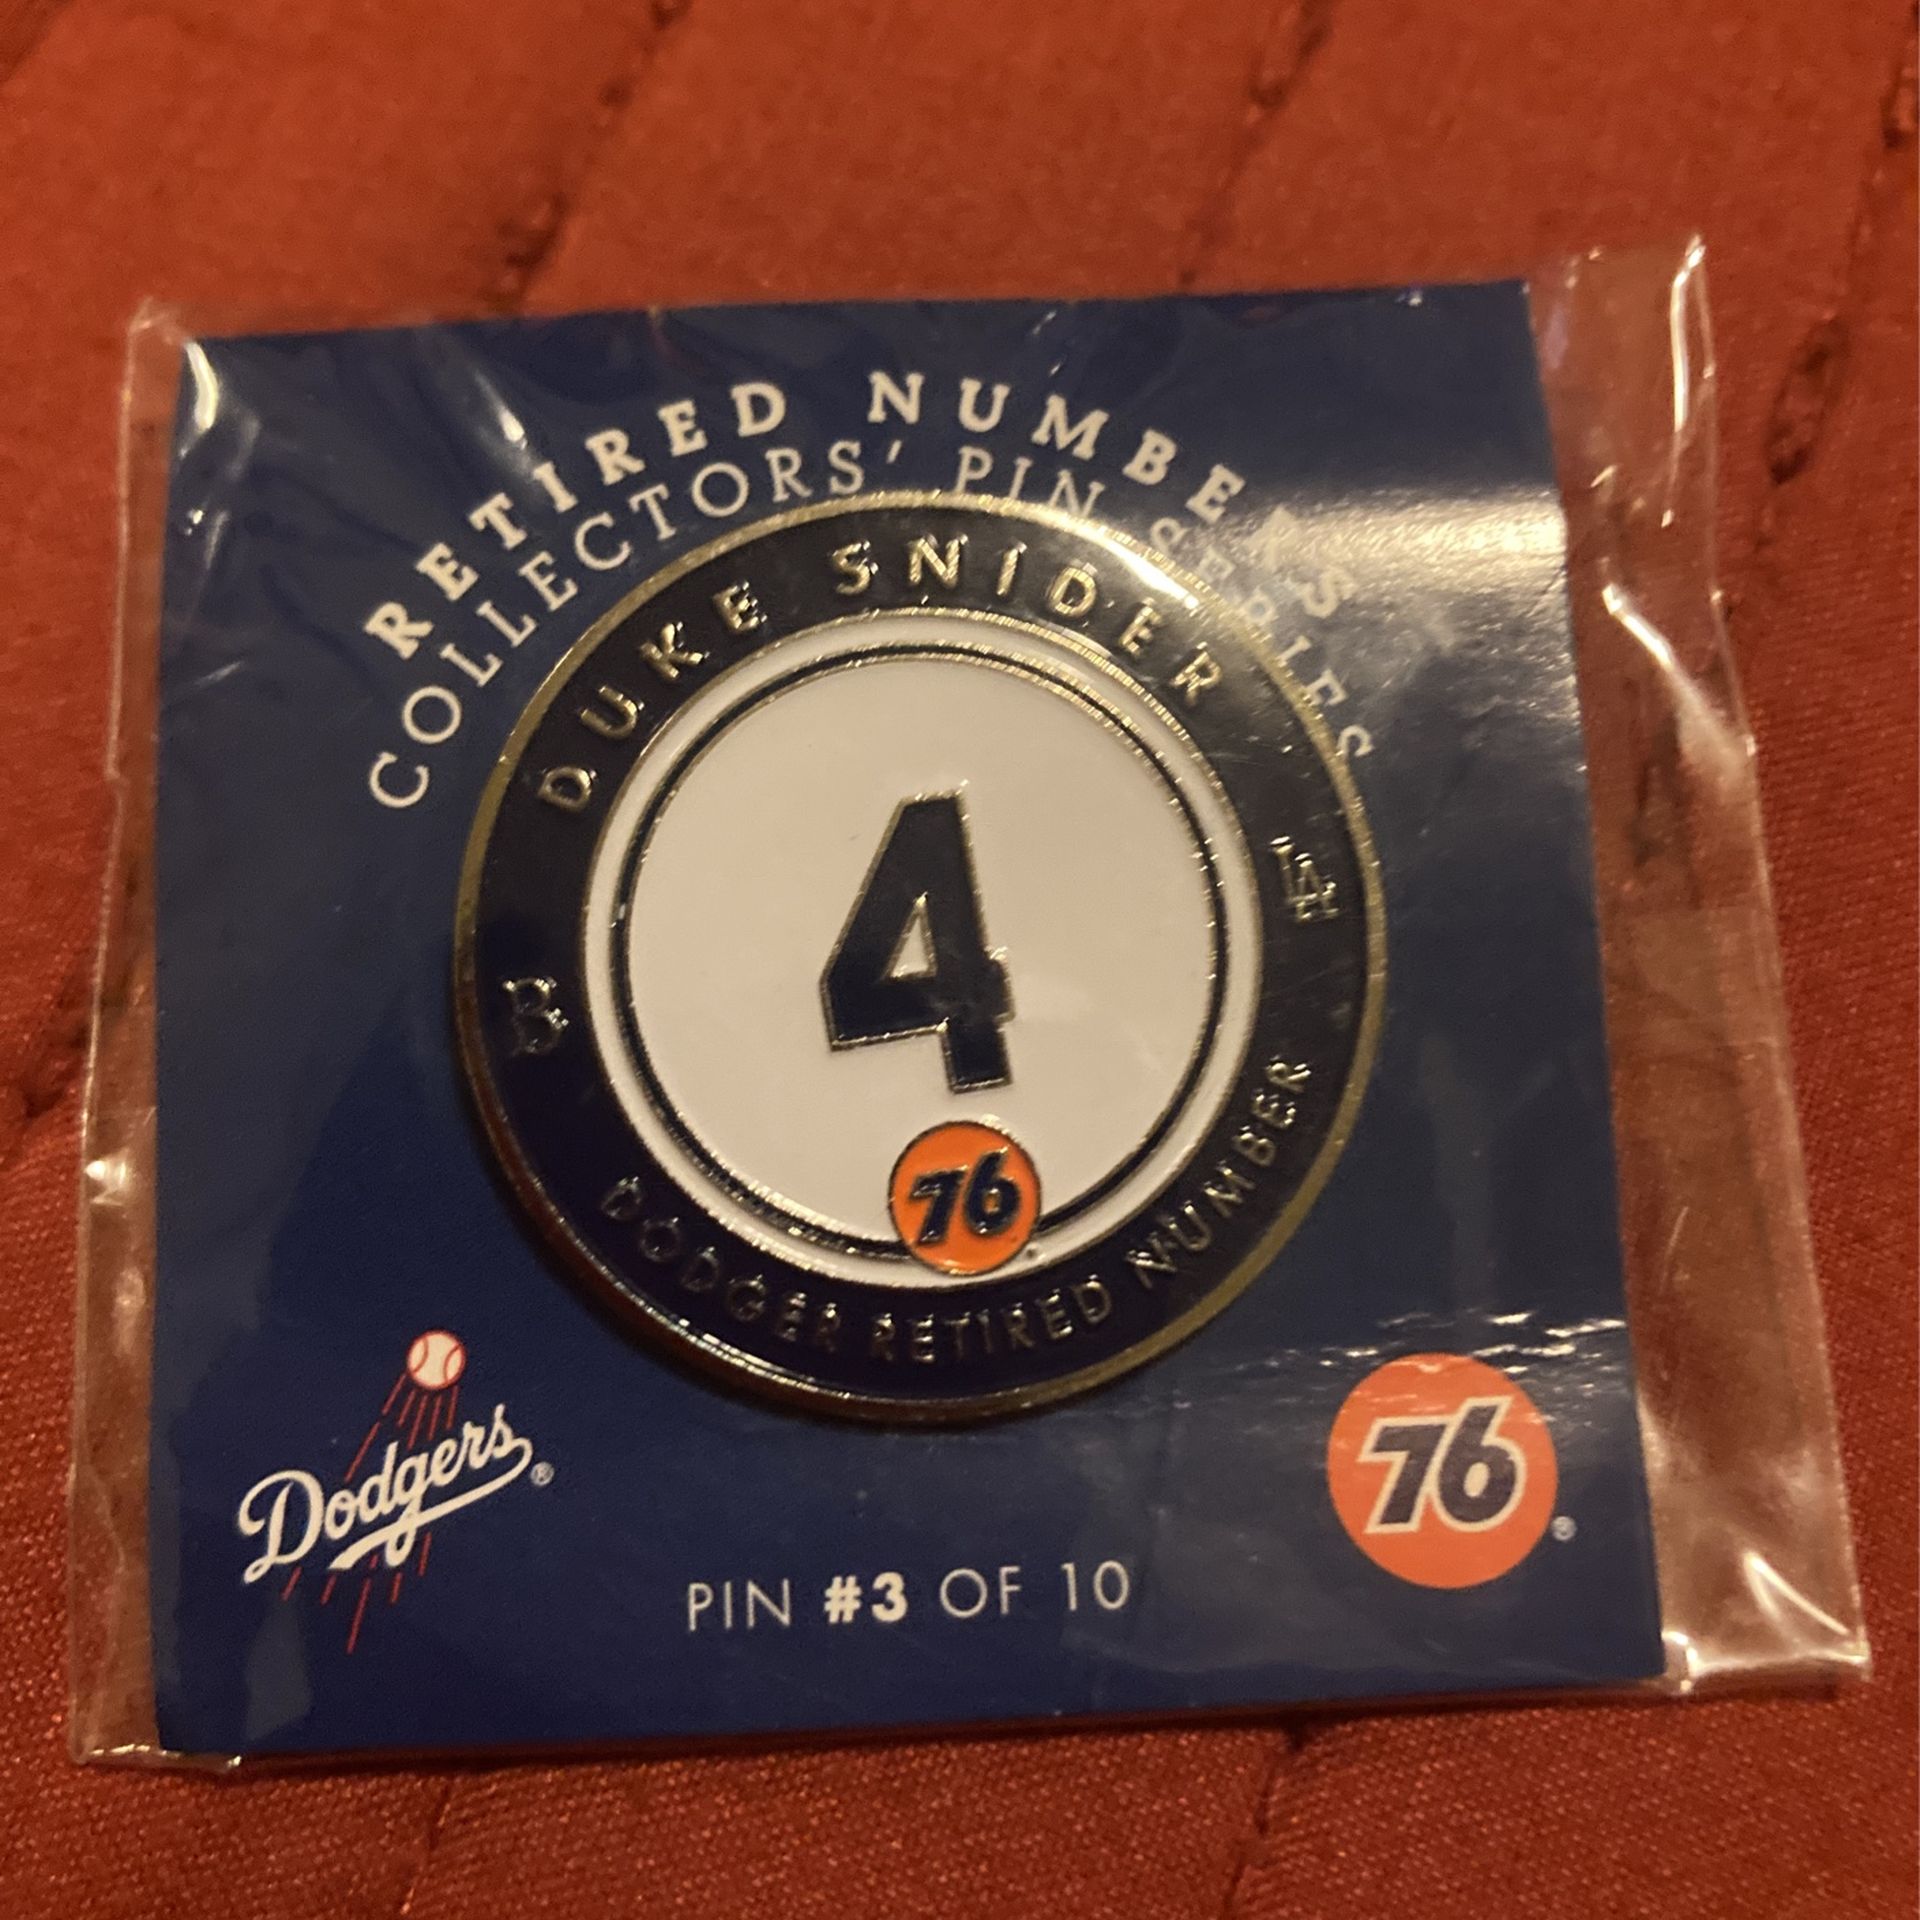 RETIRED NUMBERS
COLLECTORS' PIN SERIES
DUKE SNIDER
B
LA
4
76
DODGER RETIRED NUMBER
Dodgers®
76®
PIN #3 OF 10